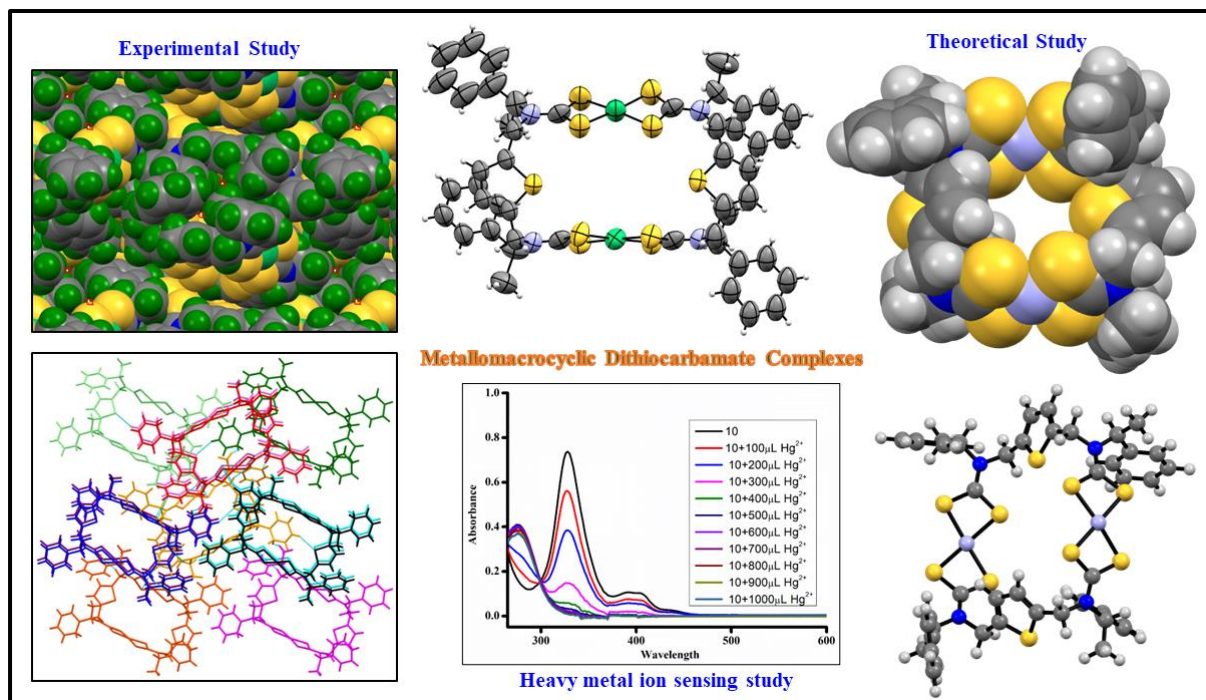 Experimental Study
Theoretical Study
Metallomacrocyclic Dithiocarbamate Complexes
1.0
0.8
0.6
0.4
0.2
0.0
Absorbance
10
10+100μL Hg2+
10+200μL Hg2+
10+300μL Hg2+
10+400μL Hg2+
10+500μL Hg2+
10+600μL Hg2+
10+700μL Hg2+
10+800μL Hg2+
10+900μL Hg2+
10+1000μL Hg2+
300
400
500
600
Wavelength
Heavy metal ion sensing study